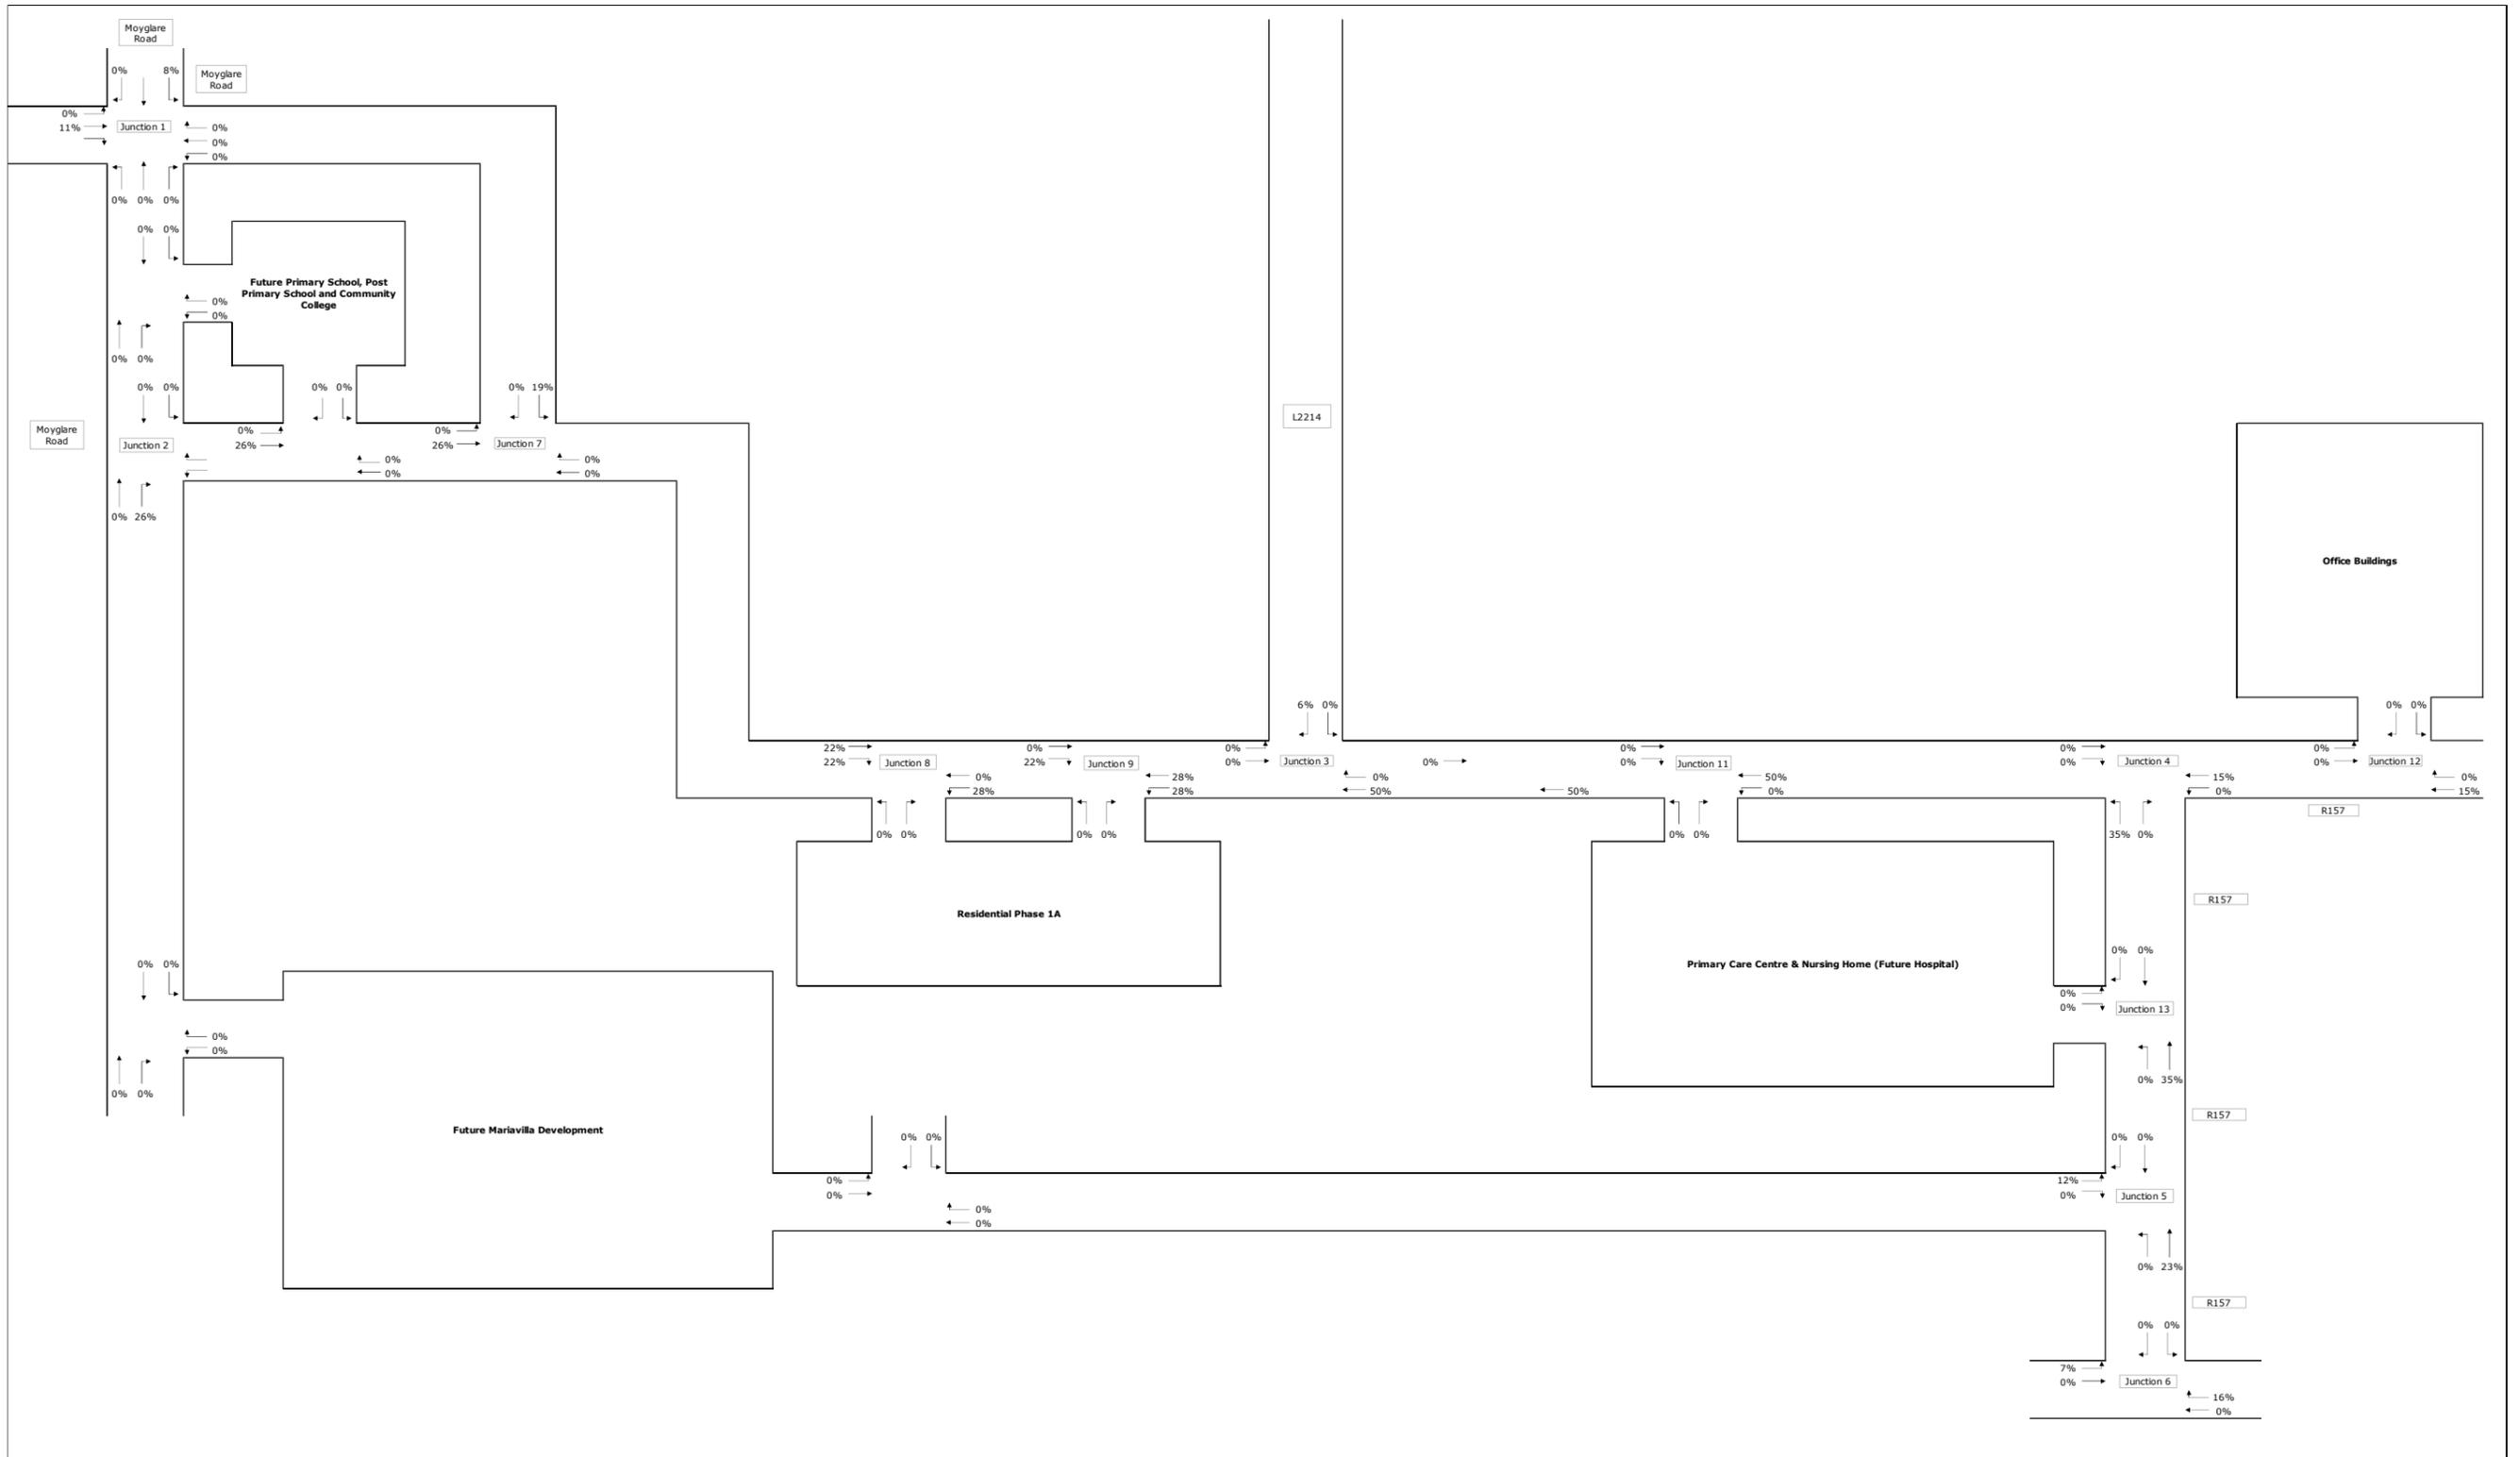 Moyglare
Road
0% 8%
Moyglare
Road
0%
11%
Junction 1
0%
0%
0%
0% 0% 0%
0% 0%
Future Primary School, Post
Primary School and Community
College
0%
0%
0% 0%
0% 0%
0% 0%
0% 19%
Moyglare
Road
L2214
0%
26%
0%
26%
Junction 2
Junction 7
0%
0%
0%
0%
0% 26%
Office Buildings
6% 0%
0% 0%
22%
22%
Junction 8
0%
22%
Junction 9
0%
0%
Junction 3
0%
0%
0%
Junction 11
0%
0%
Junction 4
0%
0%
Junction 12
0%
28%
28%
28%
0%
50%
50%
50%
0%
15%
0%
0%
15%
R157
0% 0%
0% 0%
0% 0%
35% 0%
R157
Residential Phase 1A
Primary Care Centre & Nursing Home (Future Hospital)
0% 0%
0% 0%
0%
0%
Junction 13
0%
0%
0% 0%
0% 35%
R157
Future Mariavilla Development
0% 0%
0% 0%
0%
0%
12%
0%
Junction 5
0%
0%
0% 23%
R157
0% 0%
7%
0%
Junction 6
16%
0%